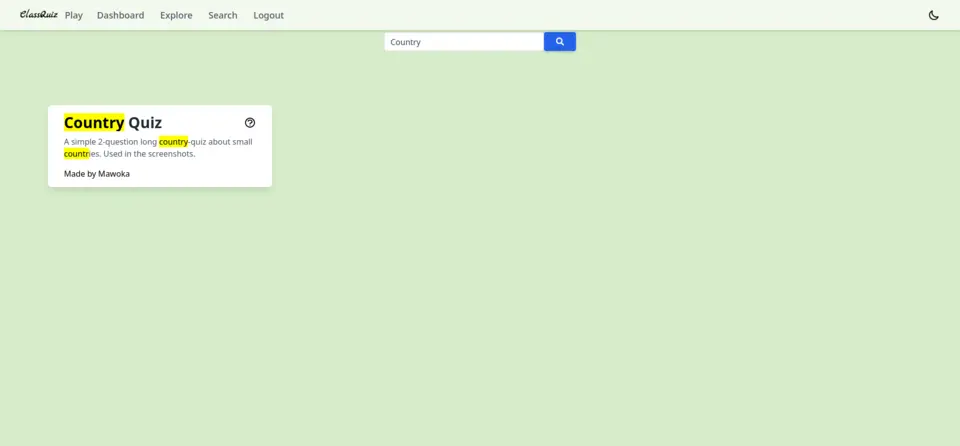 ClassQuiz Play Dashboard Explore Search Logout
Country
Country Quiz
A simple 2-question long country-quiz about small
countries. Used in the screenshots.
Made by Mawoka